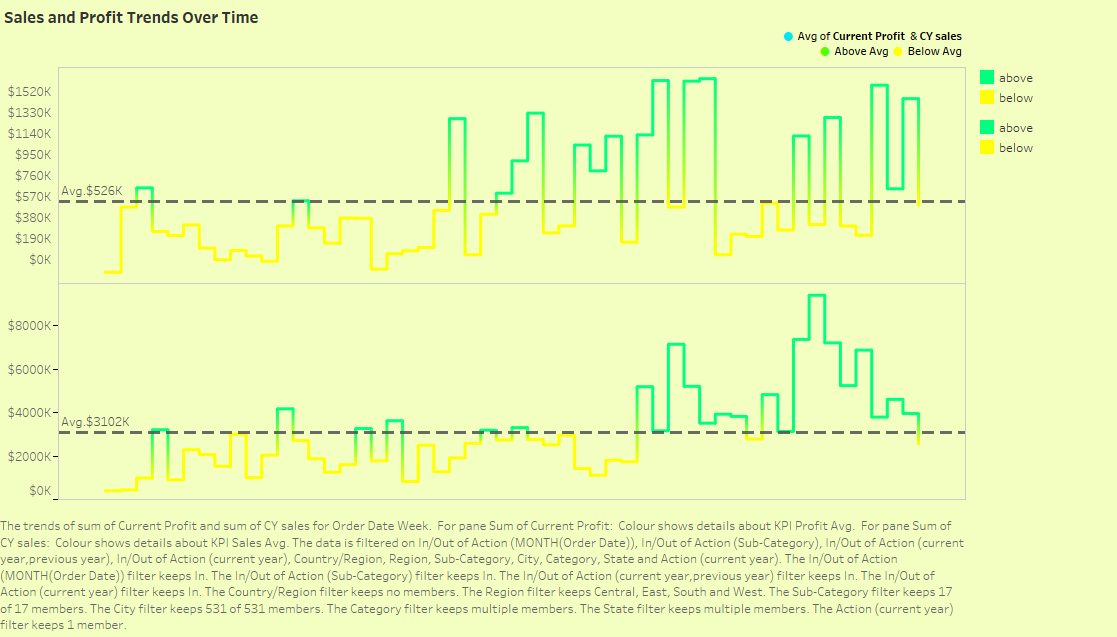 Sales and Profit Trends Over Time
Avg of Current Profit & CY sales
Above Avg Below Avg
above
below
above
below
$1520K
$1330K
$1140K
$950K
$760K
$570K
$380K
$190K
$0K
Avg.$526K
$8000K
$6000K
$4000K
$2000K
$0K
Avg.$3102K
The trends of sum of Current Profit and sum of CY sales for Order Date Week. For pane Sum of Current Profit: Colour shows details about KPI Profit Avg. For pane Sum of
CY sales: Colour shows details about KPI Sales Avg. The data is filtered on In/Out of Action (MONTH(Order Date)), In/Out of Action (Sub-Category), In/Out of Action (current
year,previous year), In/Out of Action (current year), Country/Region, Region, Sub-Category, City, Category, State and Action (current year). The In/Out of Action
(MONTH(Order Date)) filter keeps In. The In/Out of Action (Sub-Category) filter keeps In. The In/Out of Action (current year,previous year) filter keeps In. The In/Out of
Action (current year) filter keeps In. The Country/Region filter keeps no members. The Region filter keeps Central, East, South and West. The Sub-Category filter keeps 17
of 17 members. The City filter keeps 531 of 531 members. The Category filter keeps multiple members. The State filter keeps multiple members. The Action (current year)
filter keeps 1 member.